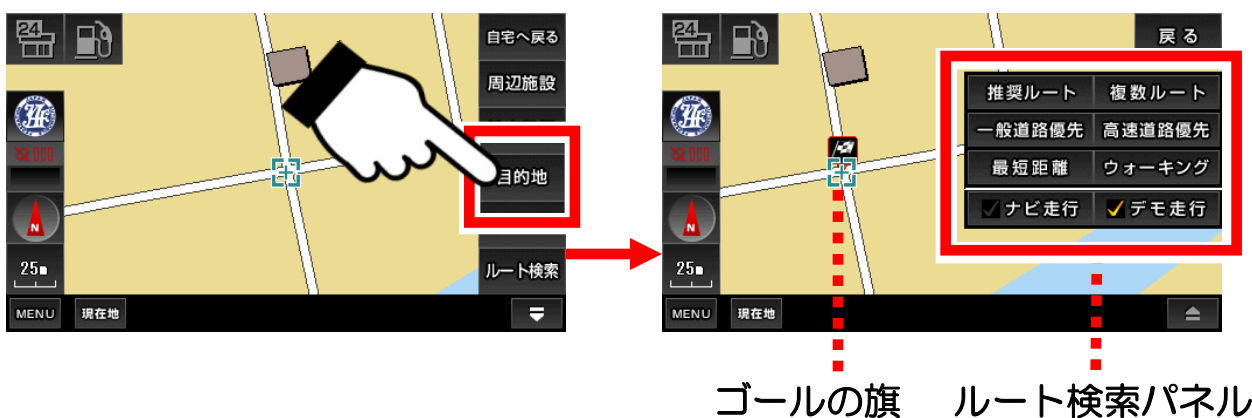 24
自宅へ戻る
周辺施設
目的地
ルート検索
JAF
N
25m
MENU 現在地
24
戻る
推奨ルート 複数ルート
一般道路優先 高速道路優先
最短距離 ウォーキング
ナビ走行 デモ走行
N
25m
MENU 現在地
ゴールの旗 ルート検索パネル